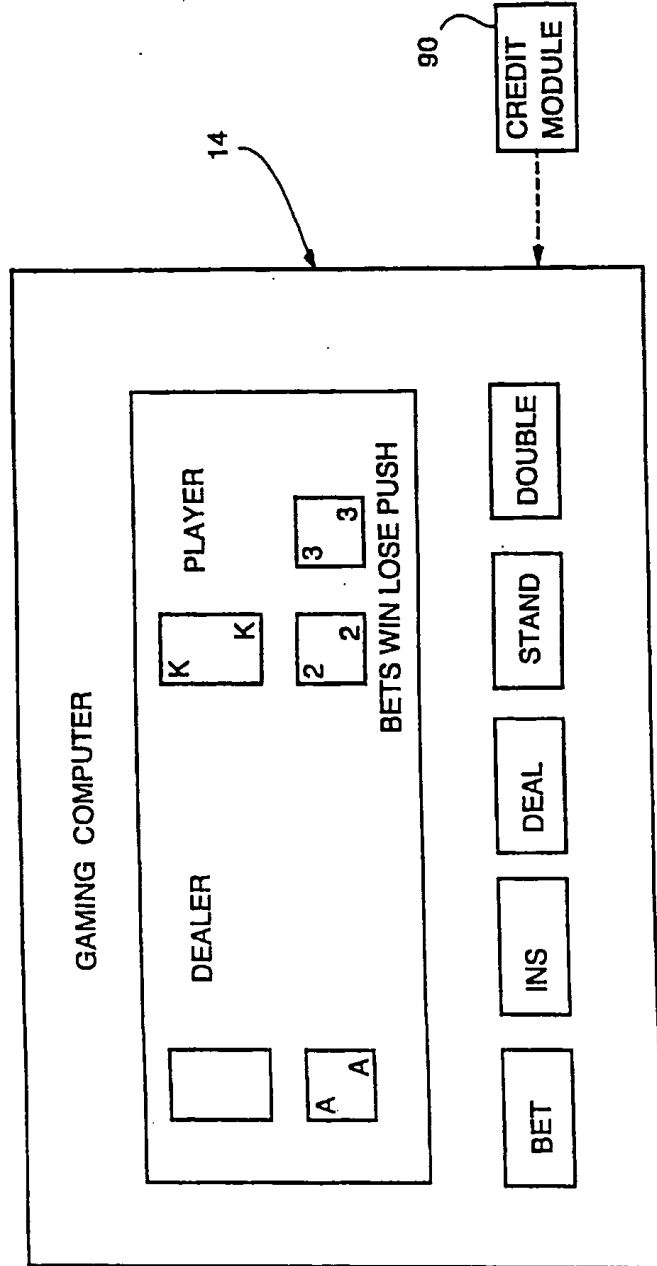 GAMING COMPUTER
DEALER
PLAYER
K
K
A
A
2
2
3
3
BETS WIN LOSE PUSH
BET
INS
DEAL
STAND
DOUBLE
14
90
CREDIT
MODULE